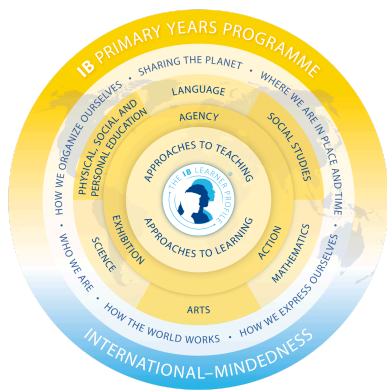 IB PRIMARY YEARS PROGRAMME
SHARING THE PLANET
•
WHERE WE ARE IN PLACE AND TIME
•
HOW WE EXPRESS OURSELVES
•
HOW THE WORLD WORKS
•
WHO WE ARE
•
HOW WE ORGANIZE OURSELVES
•
LANGUAGE
SOCIAL STUDIES
MATHEMATICS
ARTS
SCIENCE
PHYSICAL, SOCIAL AND
PERSONAL EDUCATION
AGENCY
ACTION
EXHIBITION
APPROACHES TO TEACHING
THE IB LEARNER PROFILE
®
APPROACHES TO LEARNING
INTERNATIONAL–MINDEDNESS